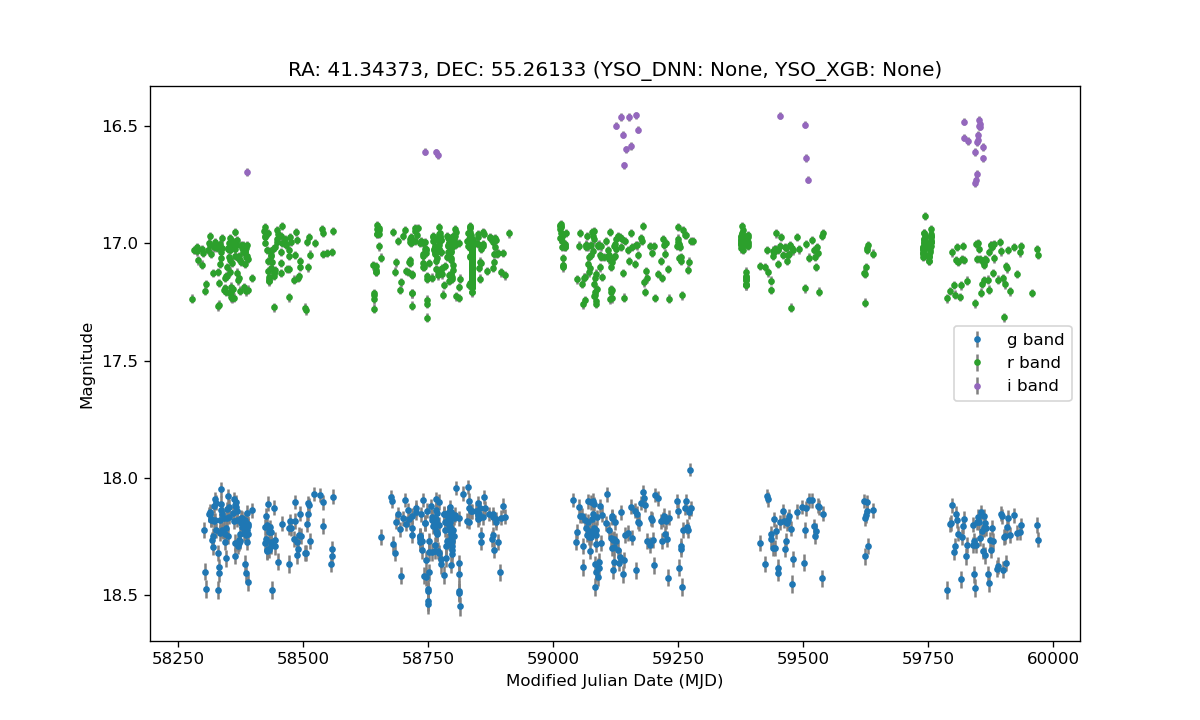 RA: 41.34373, DEC: 55.26133 (YSO_DNN: None, YSO_XGB: None)
16.5
17.0
17.5
18.0
18.5
Magnitude
g band
r band
i band
58250 58500 58750 59000 59250 59500 59750 60000
Modified Julian Date (MJD)